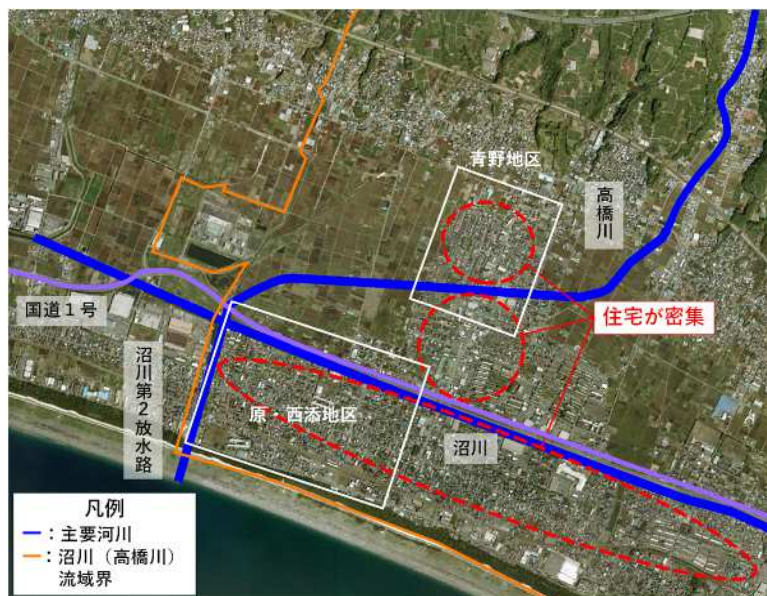 青野地区
高橋川
国道1号
住宅が密集
沼川第2放水路
原・西添地区
沼川
凡例
:主要河川
:沼川(高橋川)
流域界